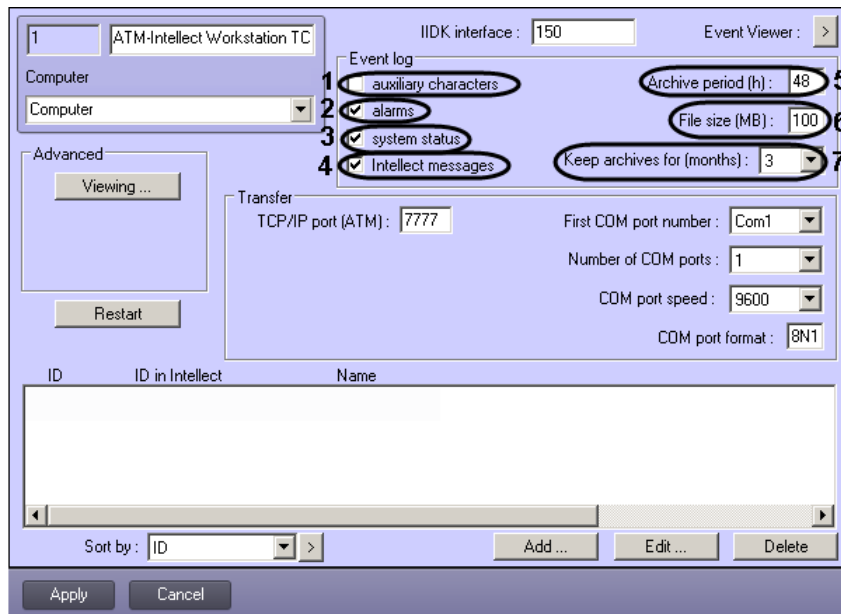 1 ATM-Intellect Workstation TC IIDK interface : 150 Event Viewer : >
Event log
Computer 1 auxiliary characters Archive period (h) : 48 5
Computer 2 alarms File size (MB) : 100 6
3 system status
Advanced 4 Intellect messages Keep archives for (months) : 3 7
Viewing ...
Transfer
TCP/IP port (ATM) : 7777 First COM port number : Com1
Number of COM ports : 1
COM port speed : 9600
Restart
COM port format : 8N1
ID ID in Intellect Name
Sort by : ID > Add ... Edit ... Delete
Apply Cancel